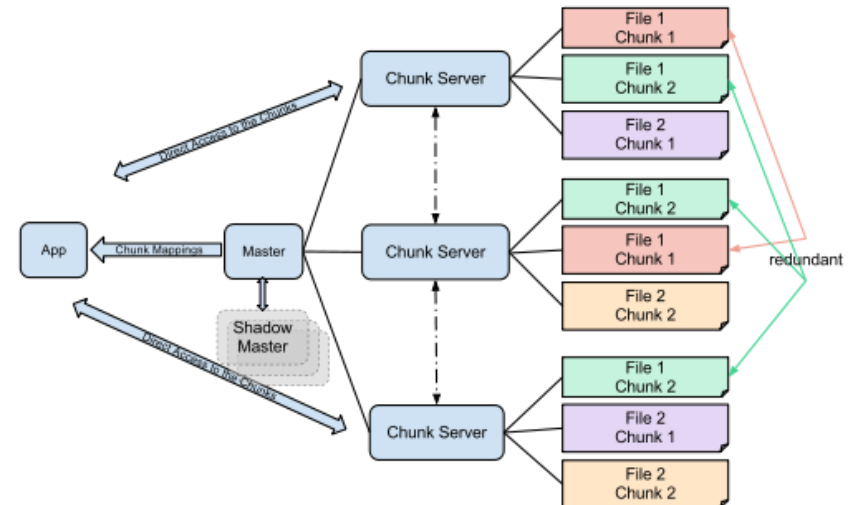 File 1
Chunk 1
Chunk Server
File 1
Chunk 2
Direct Access to the Chunks
File 2
Chunk 1
File 1
Chunk 2
App
Chunk Mappings
Master
Chunk Server
File 1
Chunk 1
redundant
File 2
Chunk 2
Shadow
Master
Direct Access to the Chunks
File 1
Chunk 2
Chunk Server
File 2
Chunk 1
File 2
Chunk 2